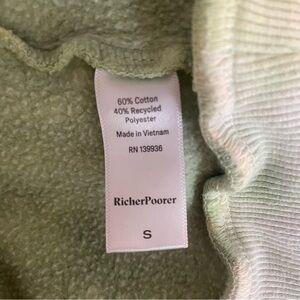 60% Cotton
40% Recycled
Polyester
Made in Vietnam
RN 139936
RicherPoorer
S